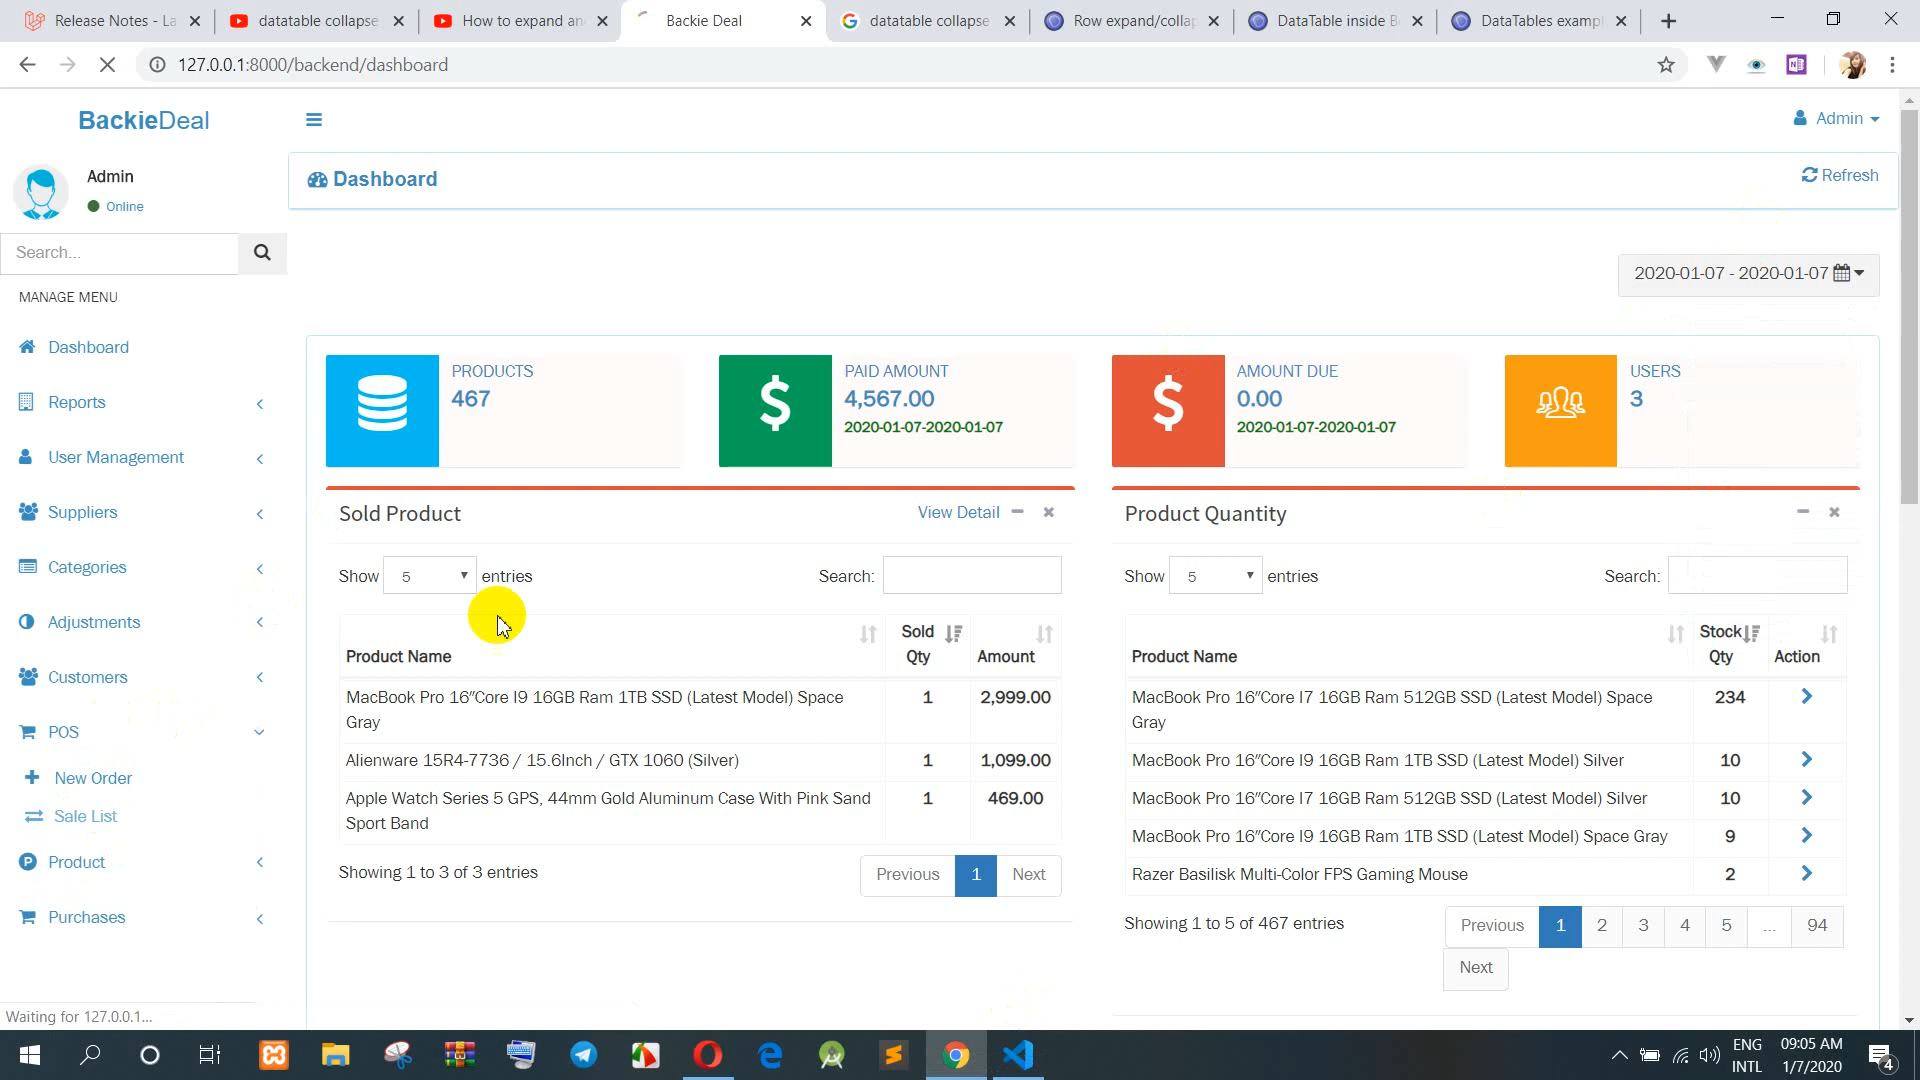 Release Notes - La
datatable collapse
How to expand an
Backie Deal
datatable collapse
Row expand/collap
DataTable inside B
DataTables exampl
127.0.0.1:8000/backend/dashboard
BackieDeal
Admin
Dashboard
Refresh
Admin
Online
Search...
2020-01-07 - 2020-01-07
MANAGE MENU
Dashboard
Reports
User Management
Suppliers
Categories
Adjustments
Customers
POS
New Order
Sale List
Product
Purchases
PRODUCTS
467
PAID AMOUNT
4,567.00
2020-01-07-2020-01-07
AMOUNT DUE
0.00
2020-01-07-2020-01-07
USERS
3
Sold Product
View Detail
Show 5 entries
Search:
Product Name Sold Qty Amount
MacBook Pro 16”Core I9 16GB Ram 1TB SSD (Latest Model) Space Gray 1 2,999.00
Alienware 15R4-7736 / 15.6Inch / GTX 1060 (Silver) 1 1,099.00
Apple Watch Series 5 GPS, 44mm Gold Aluminum Case With Pink Sand Sport Band 1 469.00
Showing 1 to 3 of 3 entries
Previous 1 Next
Product Quantity
Show 5 entries
Search:
Product Name Stock Qty Action
MacBook Pro 16”Core I7 16GB Ram 512GB SSD (Latest Model) Space Gray 234
MacBook Pro 16”Core I9 16GB Ram 1TB SSD (Latest Model) Silver 10
MacBook Pro 16”Core I7 16GB Ram 512GB SSD (Latest Model) Silver 10
MacBook Pro 16”Core I9 16GB Ram 1TB SSD (Latest Model) Space Gray 9
Razer Basilisk Multi-Color FPS Gaming Mouse 2
Showing 1 to 5 of 467 entries
Previous 1 2 3 4 5 ... 94
Next
Waiting for 127.0.0.1...
ENG
INTL
09:05 AM
1/7/2020
4